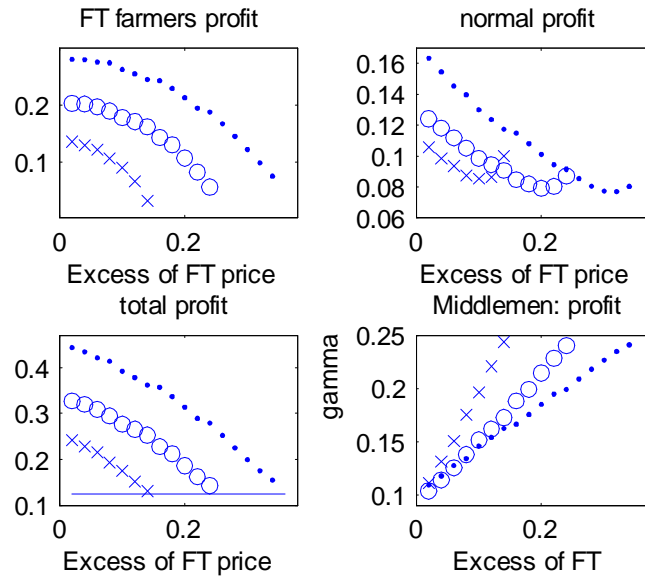 FT farmers profit
normal profit
0.2
0.1
0
0.2
Excess of FT price
0.16
0.14
0.12
0.1
0.08
0.06
0
0.2
Excess of FT price
total profit
Middlemen: profit
0.4
0.3
0.2
0.1
0
0.2
Excess of FT price
gamma
0.25
0.2
0.15
0.1
0
0.2
Excess of FT